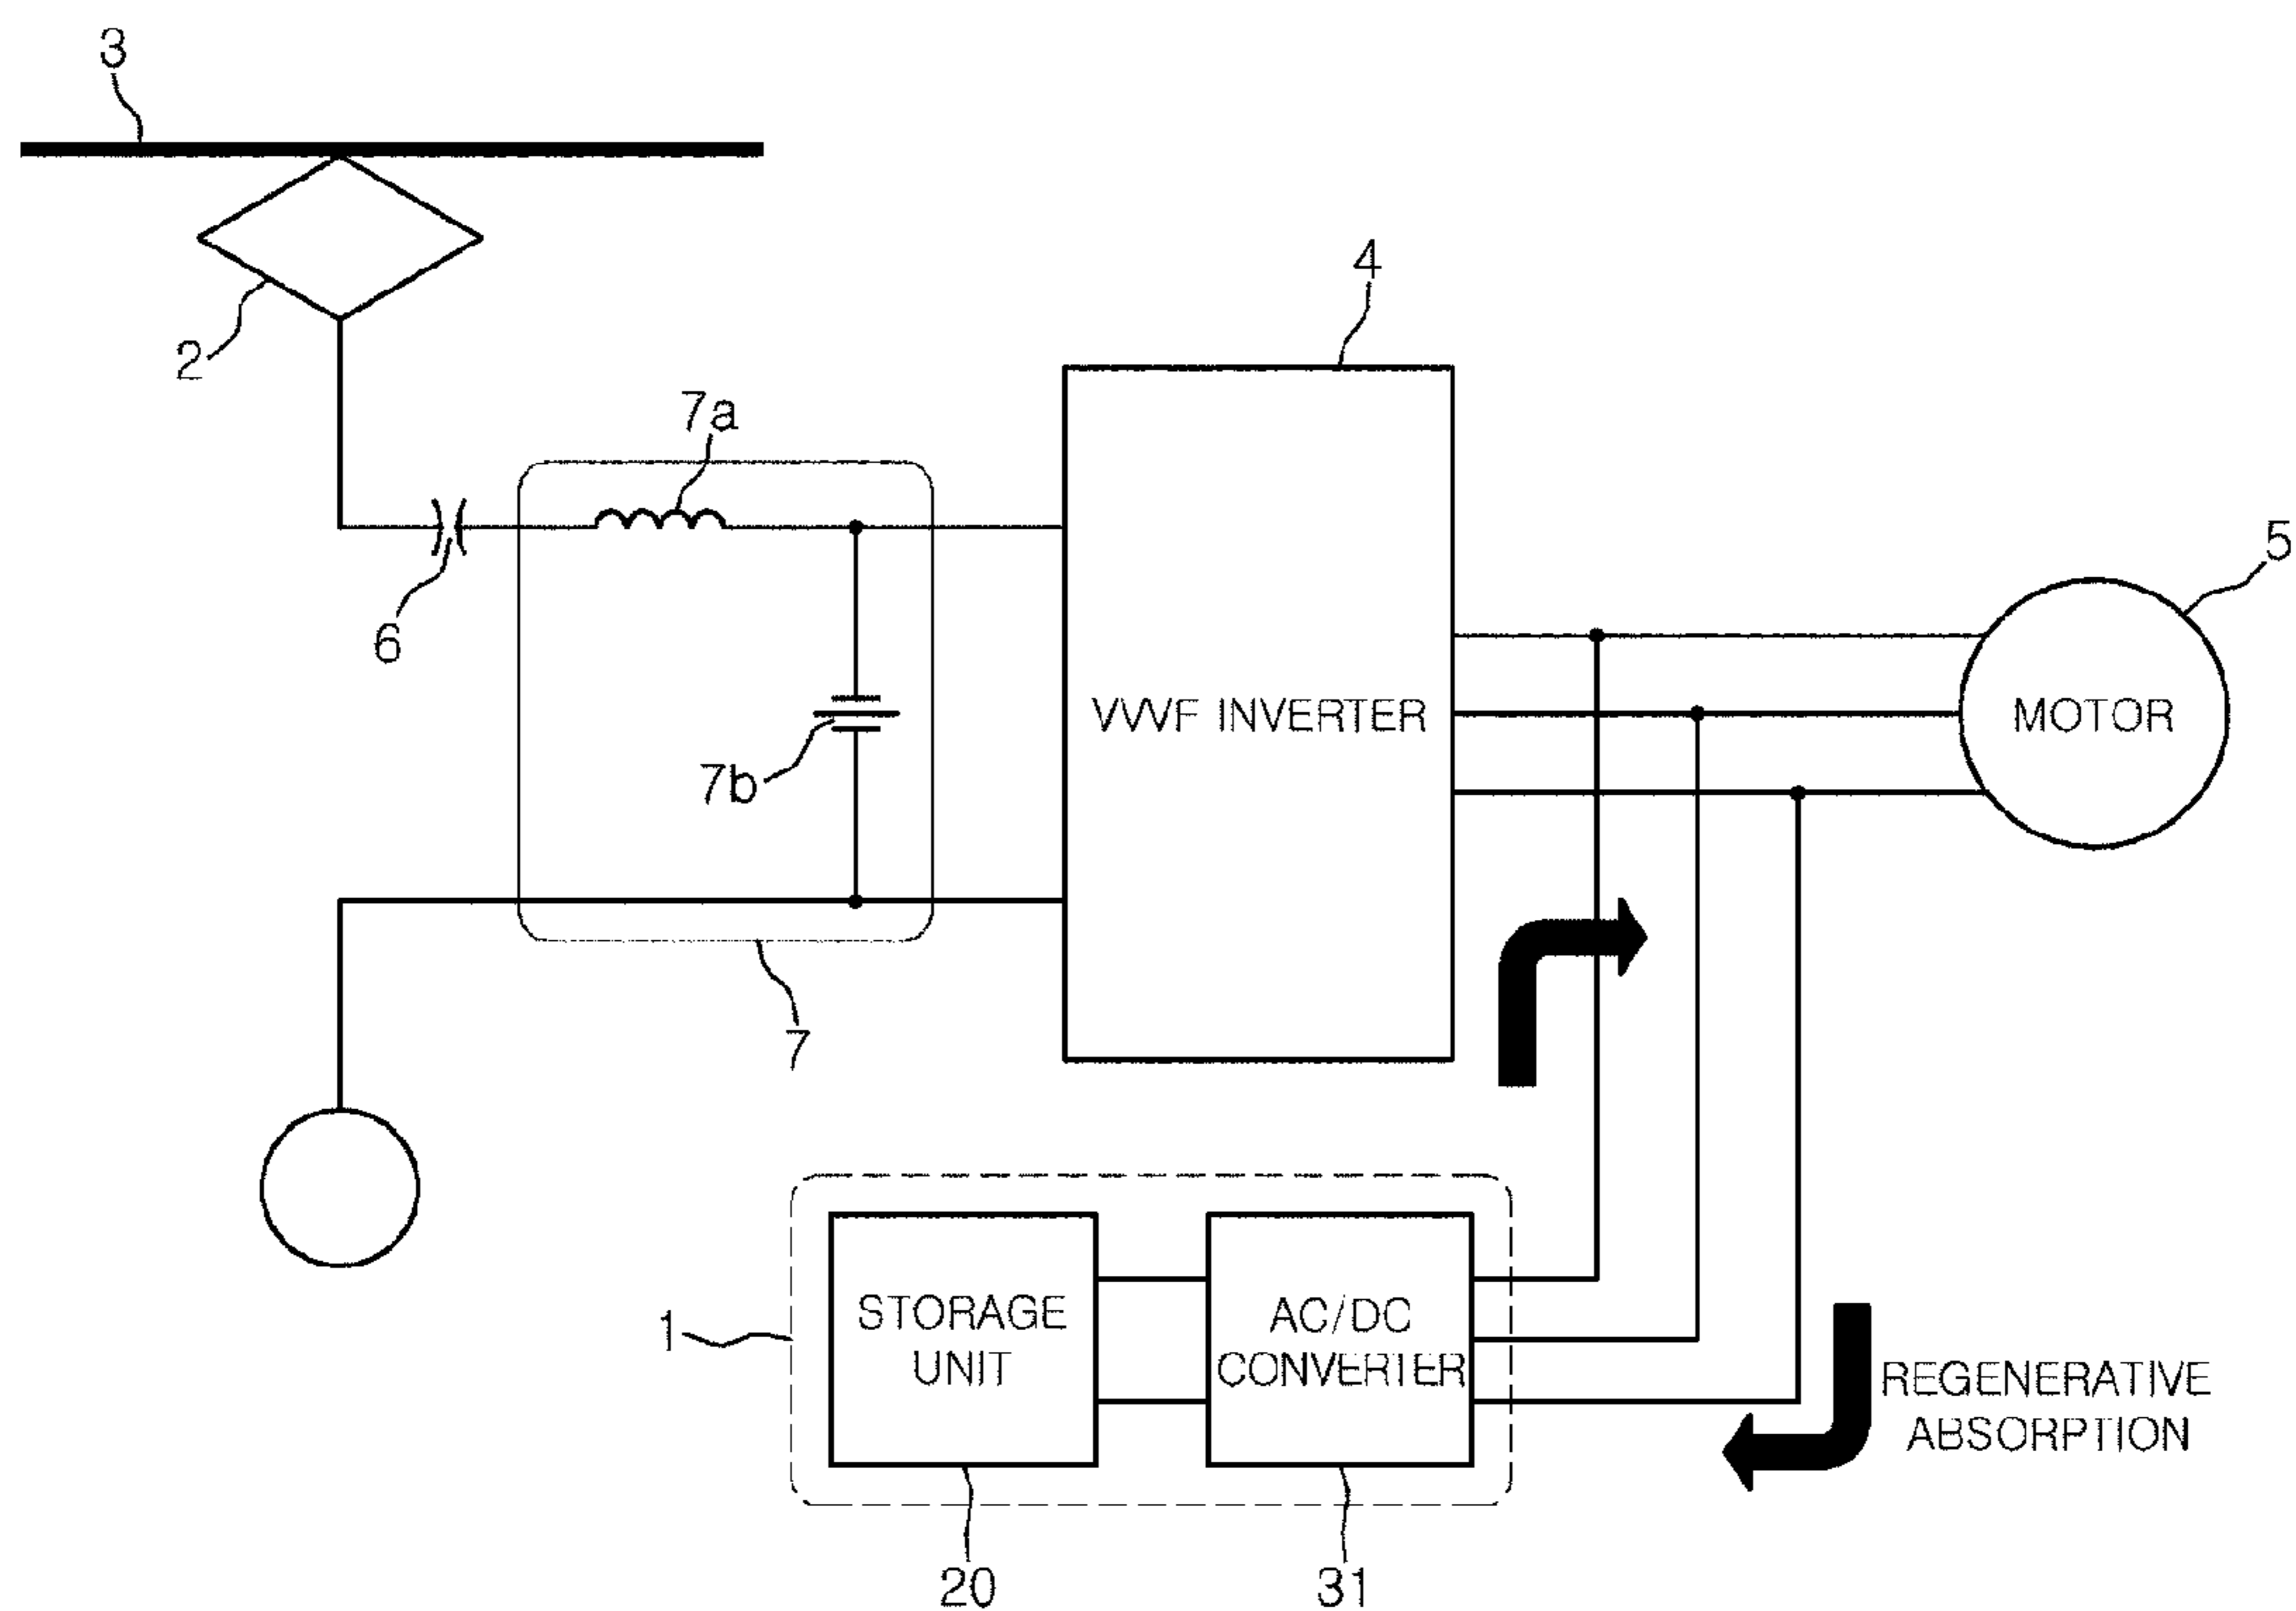 3
2
4
7a
6
5
VVVF INVERTER
MOTOR
7b
7
1
STORAGE
UNIT
AC/DC
CONVERTER
REGENERATIVE
ABSORPTION
20
31